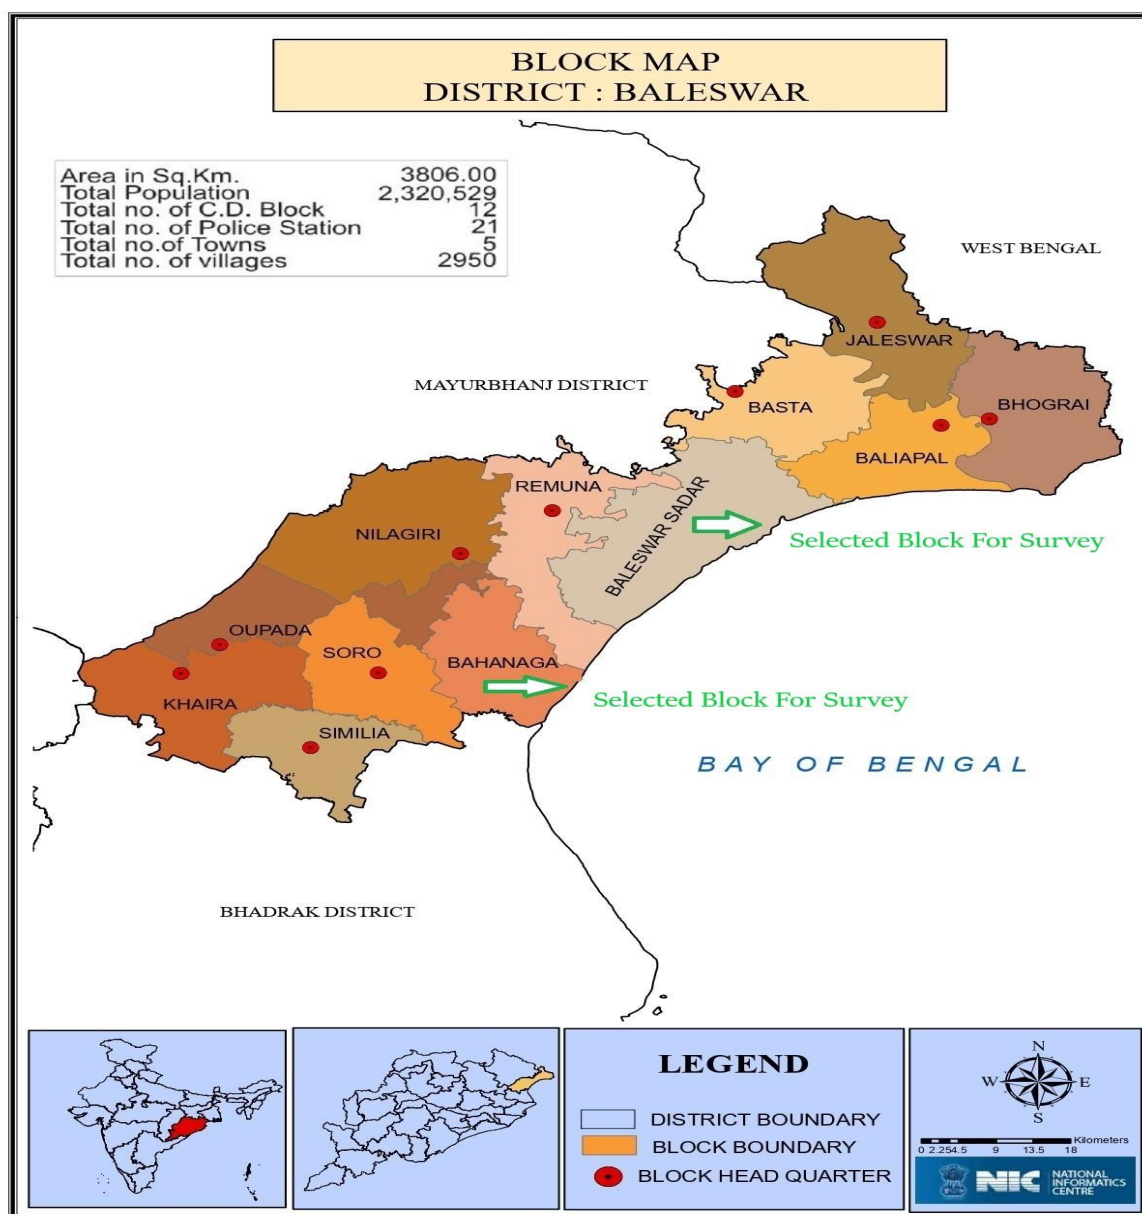 BLOCK MAP
DISTRICT : BALESWAR
Area in Sq.Km. 3806.00
Total Population 2,320,529
Total no. of C.D. Block 12
Total no. of Police Station 21
Total no.of Towns 5
Total no. of villages 2950
WEST BENGAL
JALESWAR
MAYURBHANJ DISTRICT
BASTA
BHOGRAI
BALIAPAL
REMUNA
BALESWAR SADAR
NILAGIRI
Selected Block For Survey
OUPADA
SORO
BAHANAGA
KHAIRA
Selected Block For Survey
SIMILIA
BAY OF BENGAL
BHADRAK DISTRICT
LEGEND
DISTRICT BOUNDARY
BLOCK BOUNDARY
BLOCK HEAD QUARTER
N
W E
S
Kilometers
0 2.254.5 9 13.5 18
NIC NATIONAL
INFORMATICS
CENTRE